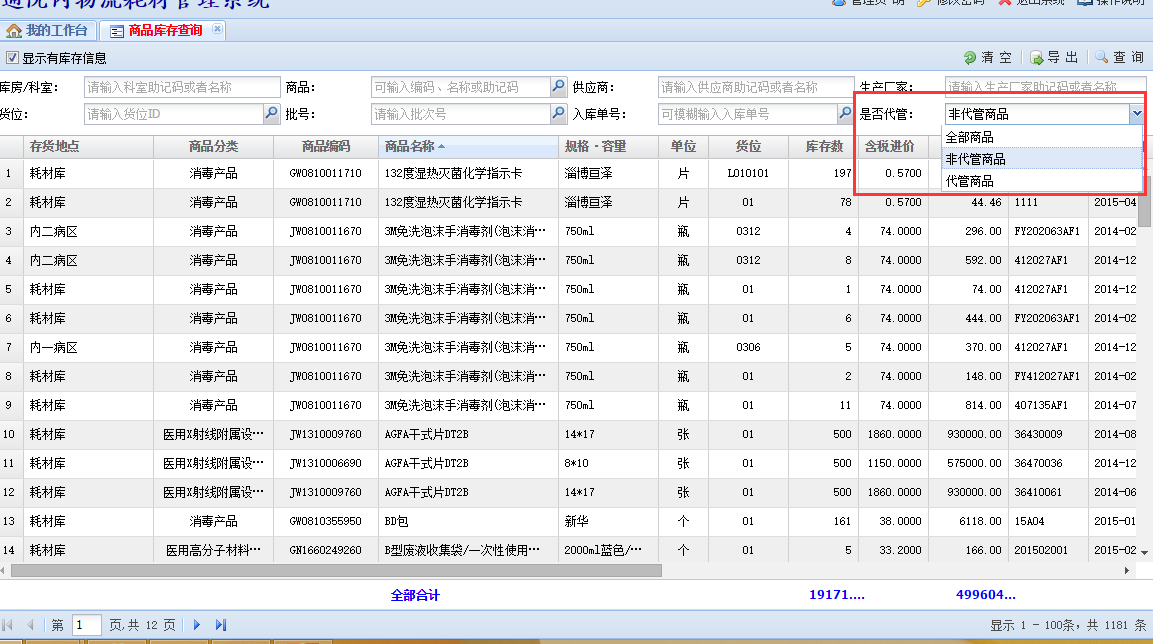 通沅内物流耗材管理系统
管理员 明 修改密码 退出系统 操作说明
我的工作台 商品库存查询
显示有库存信息 清 空 导 出 查 询
库房/科室： 请输入科室助记码或者名称 商品： 可输入编码、名称或助记码 供应商： 请输入供应商助记码或者名称 生产厂家： 请输入生产厂家助记码或者名称
货位： 请输入货位ID 批号： 请输入批次号 入库单号： 可模糊输入入库单号 是否代管： 非代管商品
全部商品
非代管商品
代管商品
存货地点 商品分类 商品编码 商品名称 规格·容量 单位 货位 库存数 含税进价
1 耗材库 消毒产品 GW0810011710 132度湿热灭菌化学指示卡 淄博亘泽 片 L010101 197 0.5700
2 耗材库 消毒产品 GW0810011710 132度湿热灭菌化学指示卡 淄博亘泽 片 01 78 0.5700 44.46 1111 2015-04
3 内二病区 消毒产品 JW0810011670 3M免洗泡沫手消毒剂(泡沫消… 750ml 瓶 0312 4 74.0000 296.00 FY202063AF1 2014-02
4 内二病区 消毒产品 JW0810011670 3M免洗泡沫手消毒剂(泡沫消… 750ml 瓶 0312 8 74.0000 592.00 412027AF1 2014-12
5 耗材库 消毒产品 JW0810011670 3M免洗泡沫手消毒剂(泡沫消… 750ml 瓶 01 1 74.0000 74.00 412027AF1 2014-12
6 耗材库 消毒产品 JW0810011670 3M免洗泡沫手消毒剂(泡沫消… 750ml 瓶 01 6 74.0000 444.00 FY202063AF1 2014-02
7 内一病区 消毒产品 JW0810011670 3M免洗泡沫手消毒剂(泡沫消… 750ml 瓶 0306 5 74.0000 370.00 412027AF1 2014-12
8 耗材库 消毒产品 JW0810011670 3M免洗泡沫手消毒剂(泡沫消… 750ml 瓶 01 2 74.0000 148.00 FY412027AF1 2014-02
9 耗材库 消毒产品 JW0810011670 3M免洗泡沫手消毒剂(泡沫消… 750ml 瓶 01 11 74.0000 814.00 407135AF1 2014-07
10 耗材库 医用X射线附属设… JW1310009760 AGFA干式片DT2B 14*17 张 01 500 1860.0000 930000.00 36430009 2014-08
11 耗材库 医用X射线附属设… JW1310006690 AGFA干式片DT2B 8*10 张 01 500 1150.0000 575000.00 36470036 2014-12
12 耗材库 医用X射线附属设… JW1310009760 AGFA干式片DT2B 14*17 张 01 500 1860.0000 930000.00 36410061 2014-06
13 耗材库 消毒产品 GW0810355950 BD包 新华 个 01 161 38.0000 6118.00 15A04 2015-01
14 耗材库 医用高分子材料… GN1660249260 B型废液收集袋/一次性使用… 2000ml蓝色/… 个 01 5 33.2000 166.00 201502001 2015-02
全部合计 19171.... 499604...
第 1 页,共 12 页 显示 1 - 100条，共 1181 条